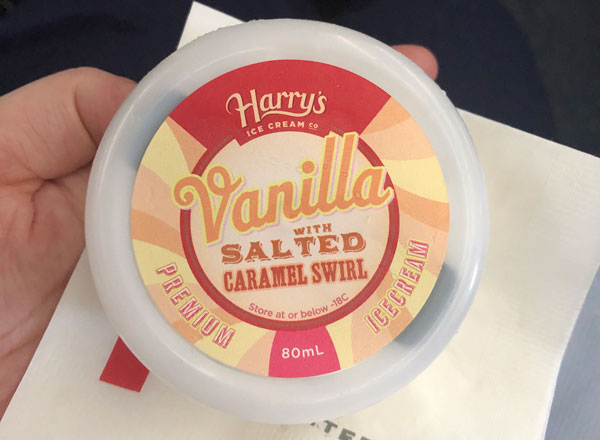 Harry's
ICE CREAM CO
Vanilla
WITH
SALTED
CARAMEL SWIRL
Store at or below -18C
PREMIUM
ICECREAM
80mL